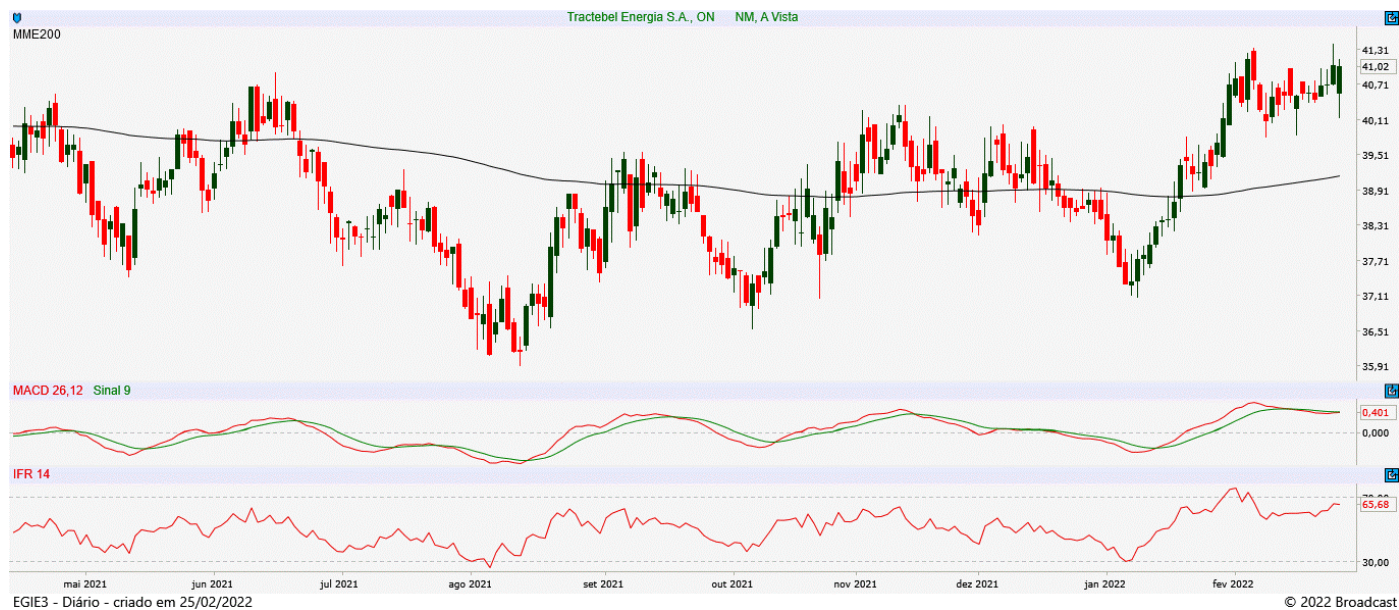 Tractebel Energia S.A., ON NM, A Vista
MME200
41,31
41,02
40,71
40,11
39,51
38,91
38,31
37,71
37,11
36,51
35,91
MACD 26,12 Sinal 9
0,401
0,000
IFR 14
70,00
65,68
30,00
mai 2021 jun 2021 jul 2021 ago 2021 set 2021 out 2021 nov 2021 dez 2021 jan 2022 fev 2022
EGIE3 - Diário - criado em 25/02/2022 © 2022 Broadcast